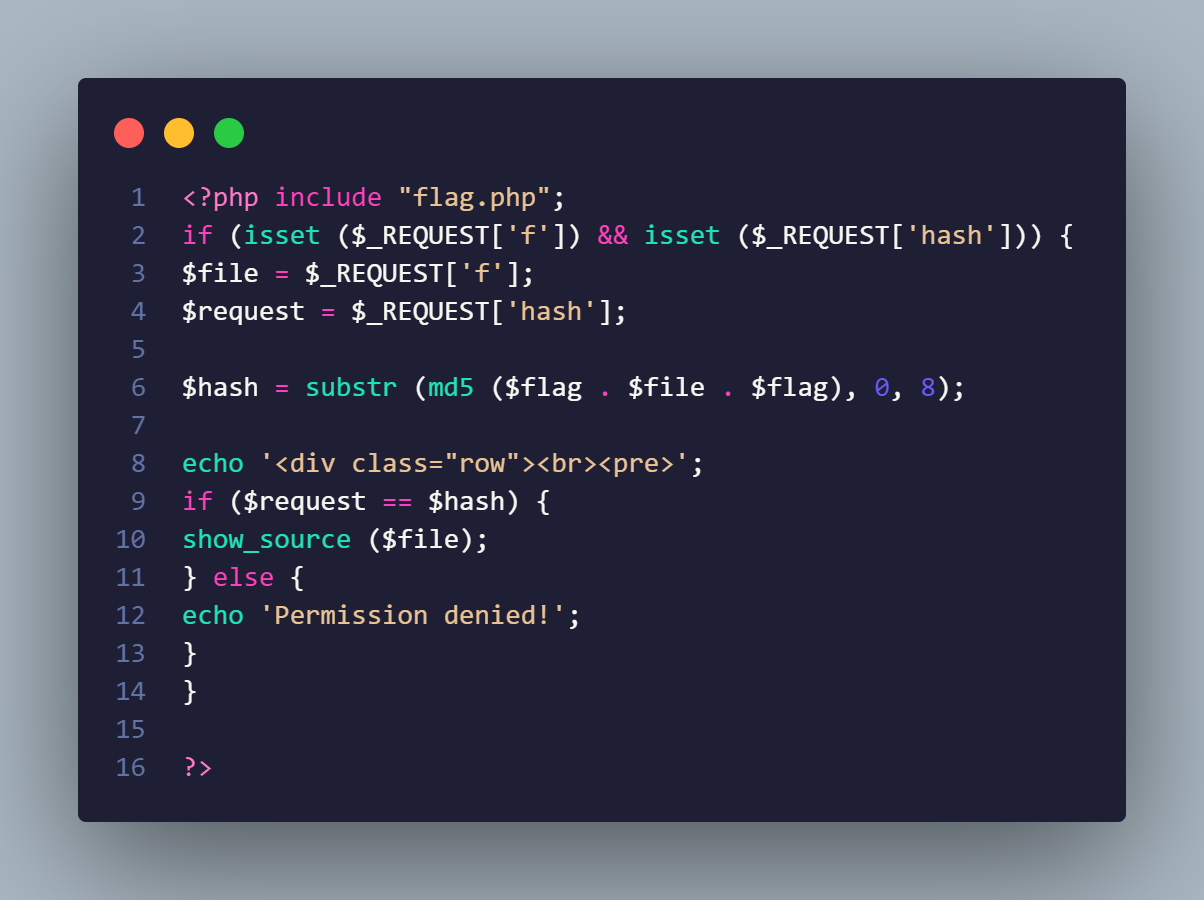 1 <?php include "flag.php";
2 if (isset ($_REQUEST['f']) && isset ($_REQUEST['hash'])) {
3 $file = $_REQUEST['f'];
4 $request = $_REQUEST['hash'];
5
6 $hash = substr (md5 ($flag . $file . $flag), 0, 8);
7
8 echo '<div class="row"><br><pre>';
9 if ($request == $hash) {
10 show_source ($file);
11 } else {
12 echo 'Permission denied!';
13 }
14 }
15
16 ?>